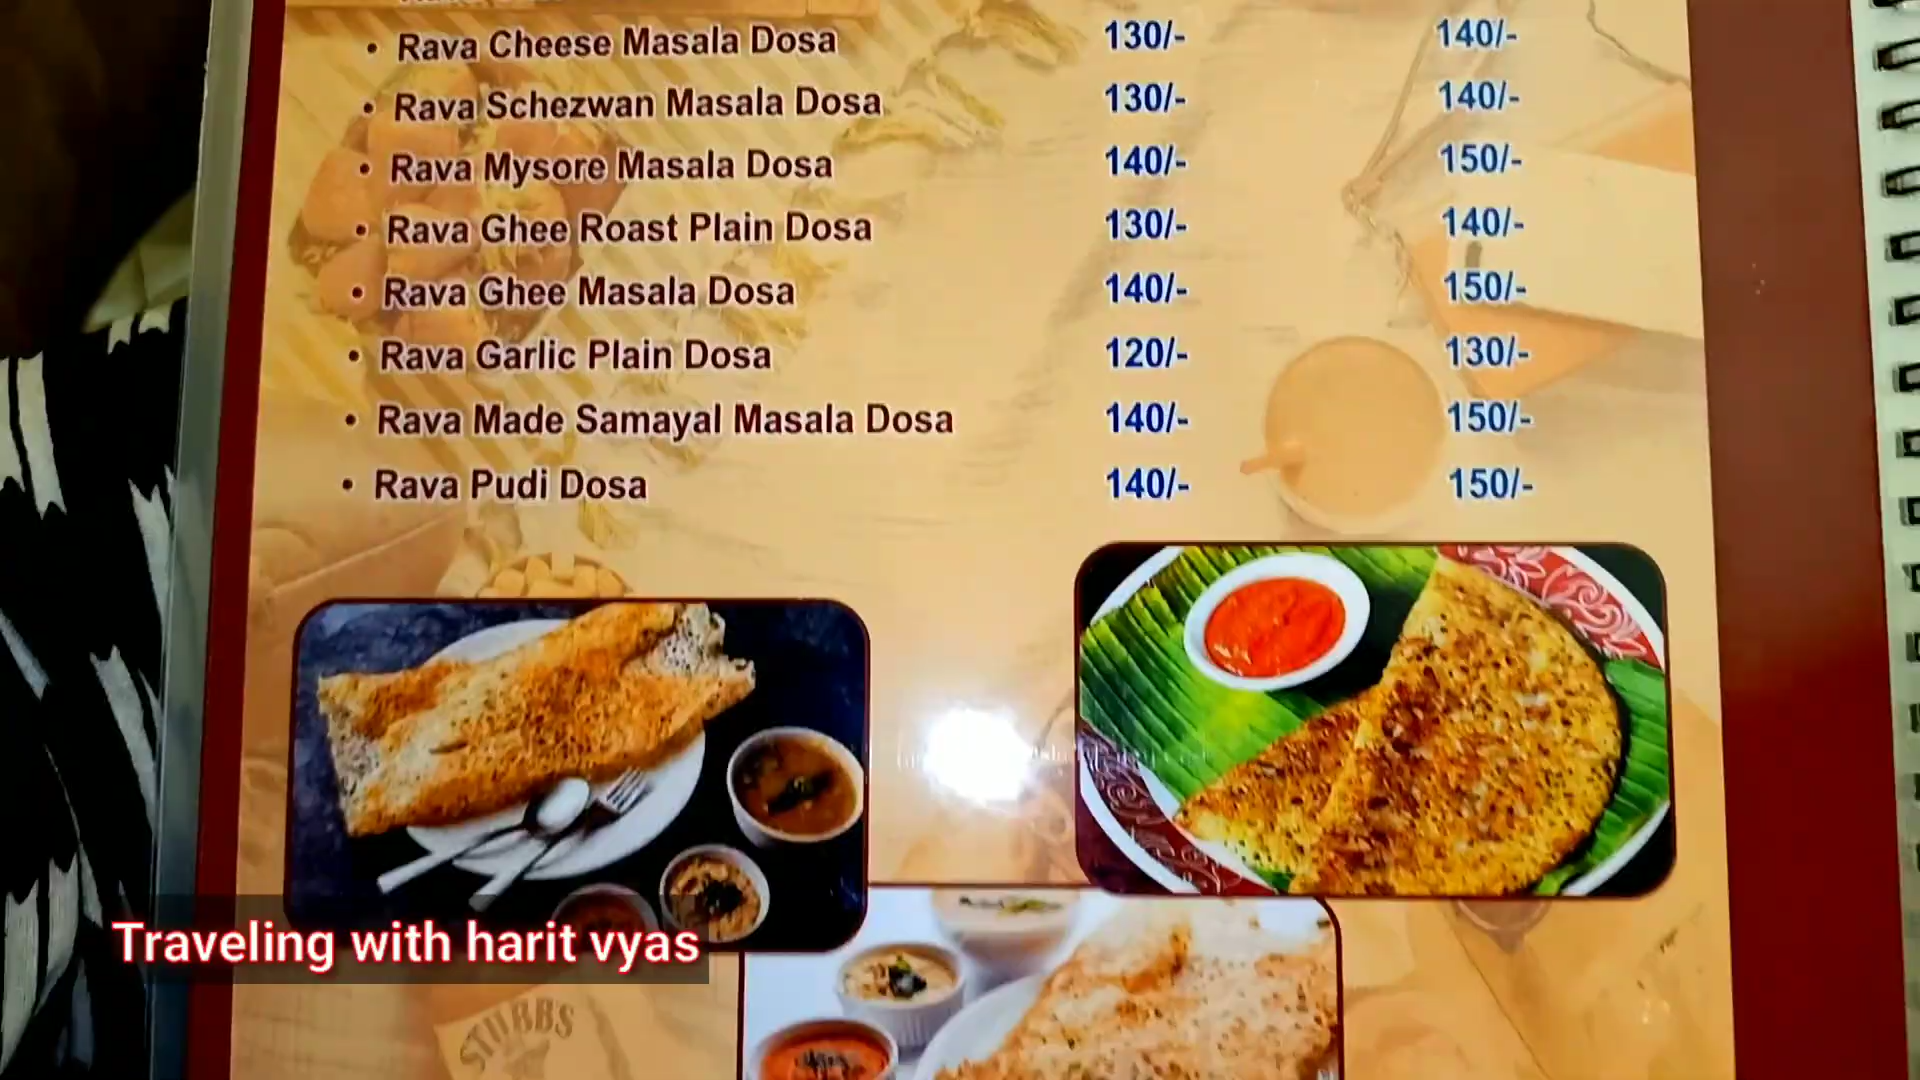 • Rava Cheese Masala Dosa 130/- 140/-
• Rava Schezwan Masala Dosa 130/- 140/-
• Rava Mysore Masala Dosa 140/- 150/-
• Rava Ghee Roast Plain Dosa 130/- 140/-
• Rava Ghee Masala Dosa 140/- 150/-
• Rava Garlic Plain Dosa 120/- 130/-
• Rava Made Samayal Masala Dosa 140/- 150/-
• Rava Pudi Dosa 140/- 150/-
Traveling with harit vyas
STUBBS